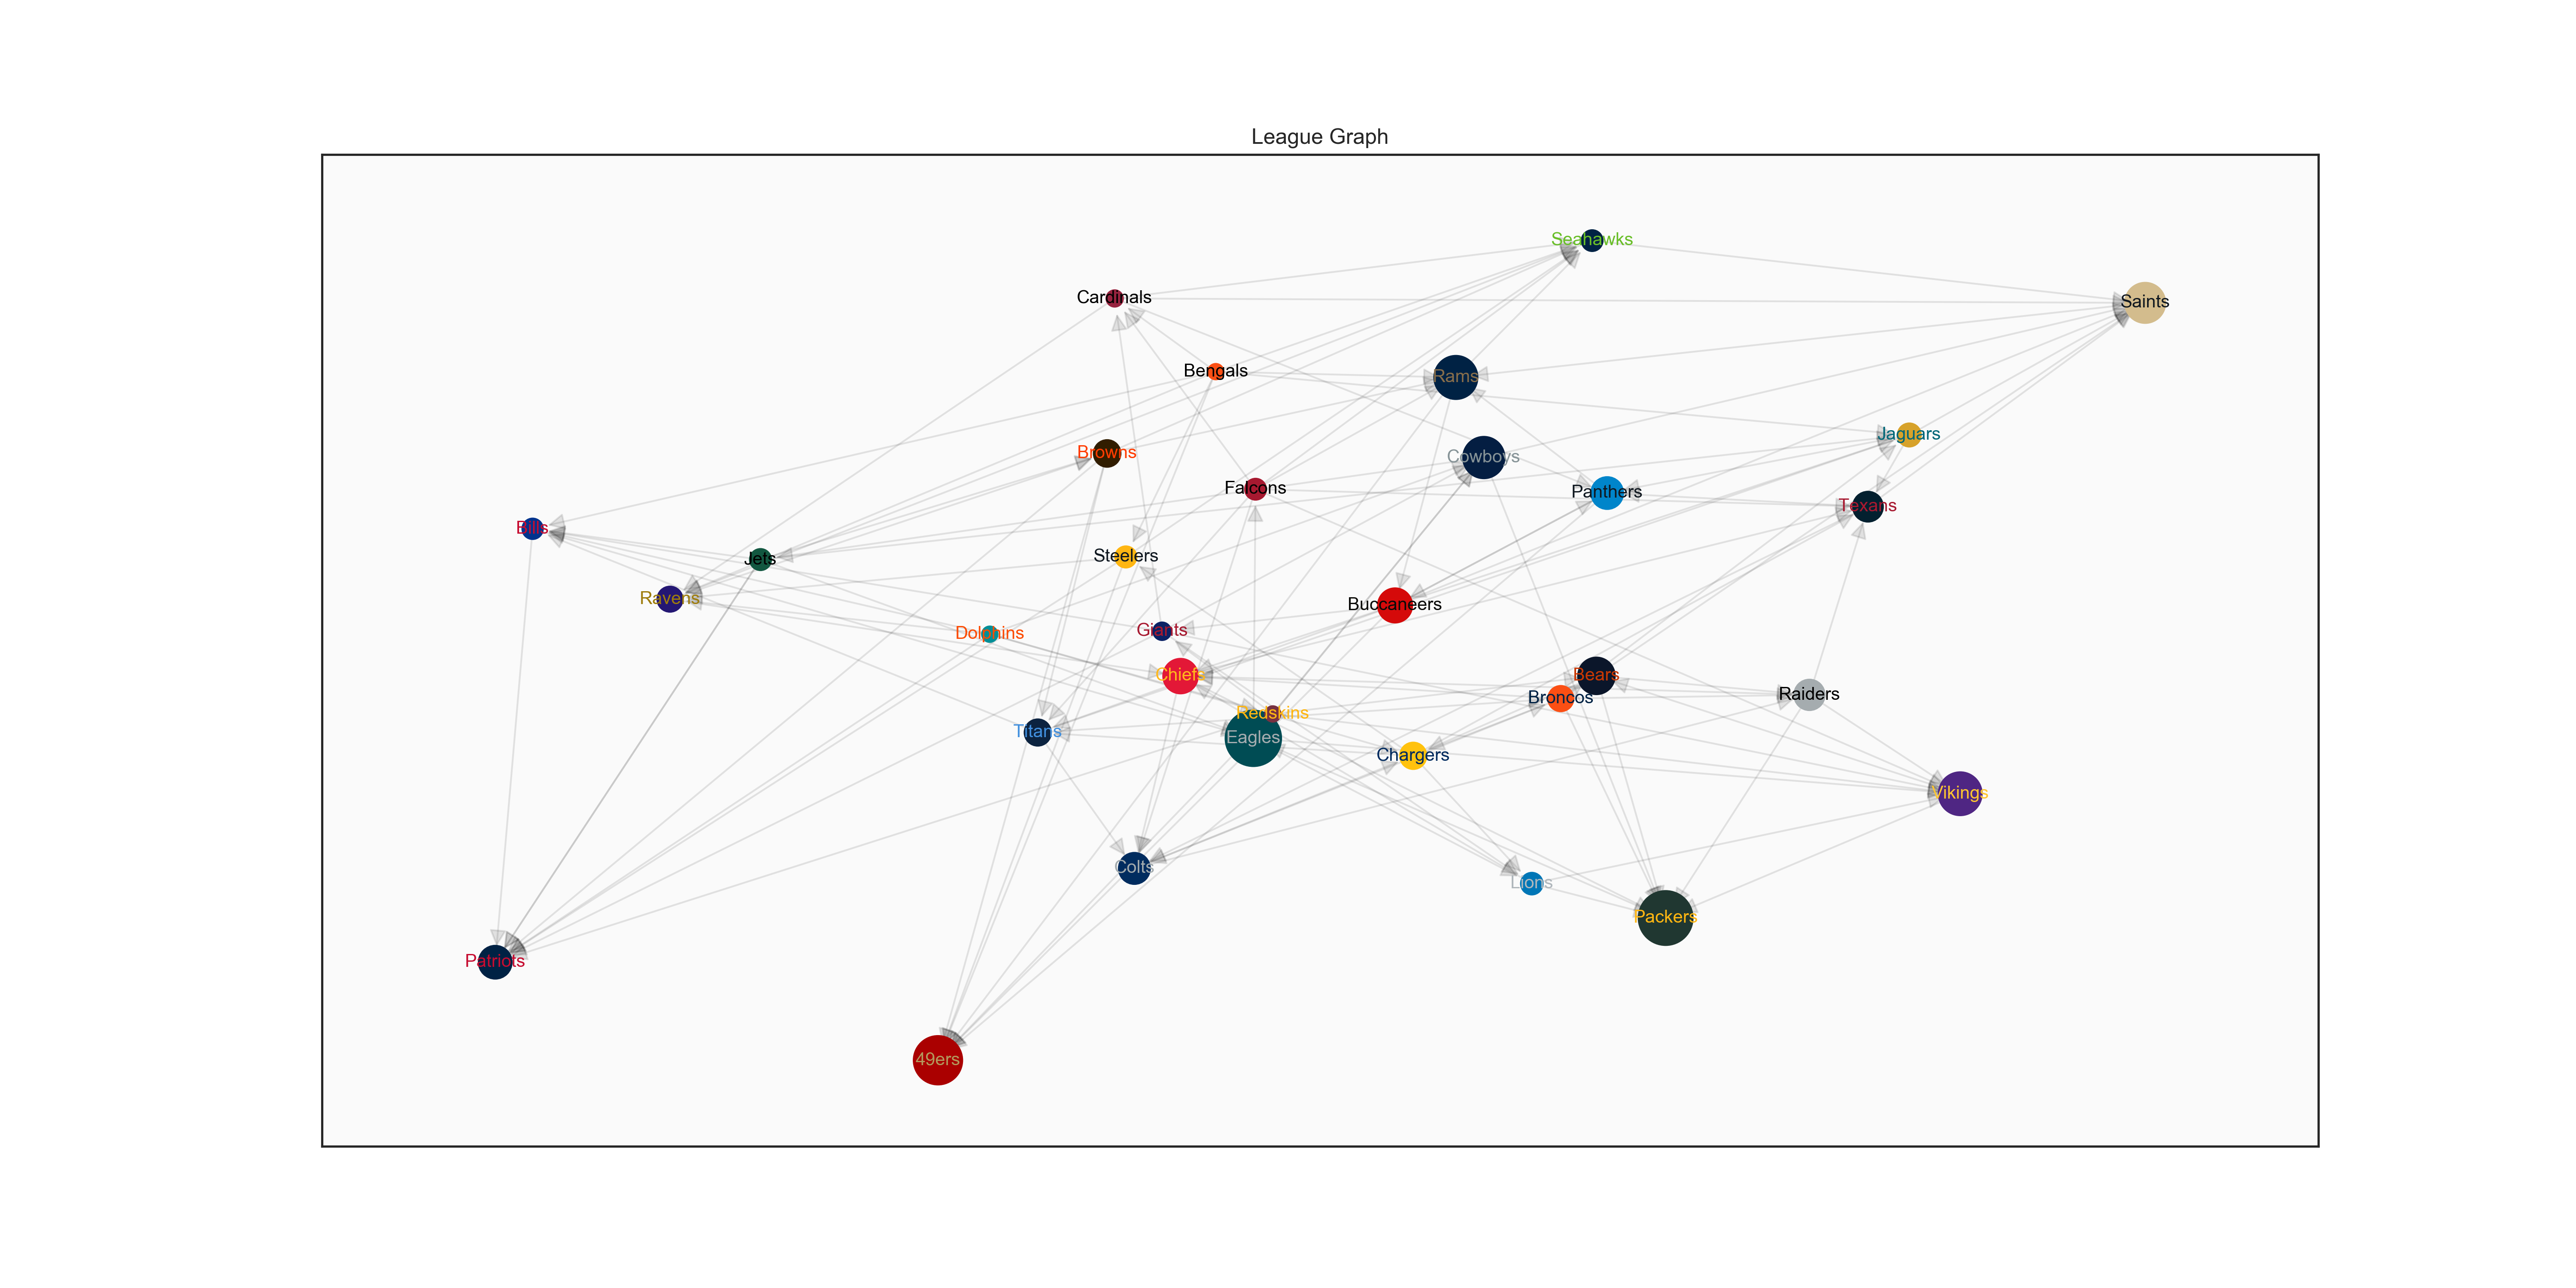 League Graph
Seahawks
Cardinals
Saints
Bengals
Rams
Jaguars
Browns
Cowboys
Falcons
Panthers
Texans
Bills
Steelers
Jets
Ravens
Buccaneers
Giants
Dolphins
Chiefs
Bears
Raiders
Broncos
Redskins
Titans
Eagles
Chargers
Vikings
Colts
Lions
Packers
Patriots
49ers